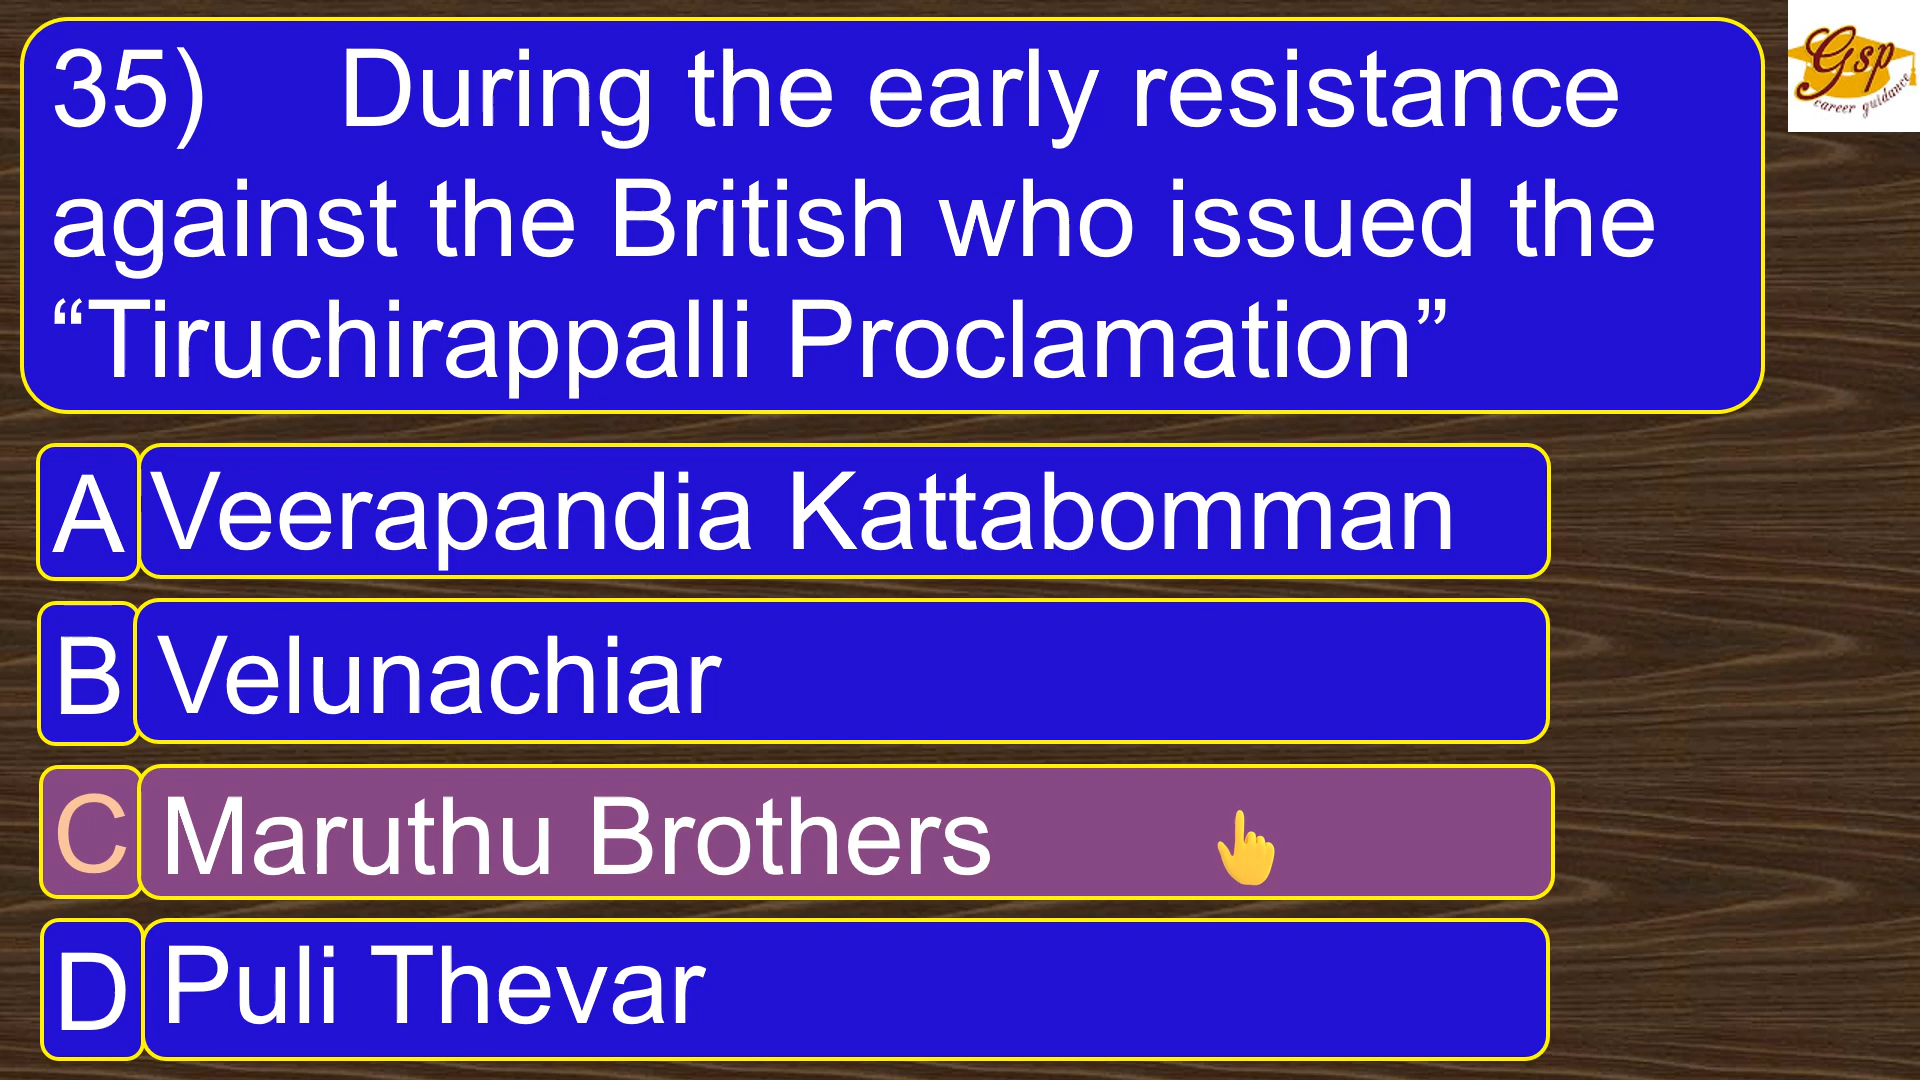 35) During the early resistance
against the British who issued the
“Tiruchirappalli Proclamation”
Gsp
career guidance
A Veerapandia Kattabomman
B Velunachiar
C Maruthu Brothers
D Puli Thevar